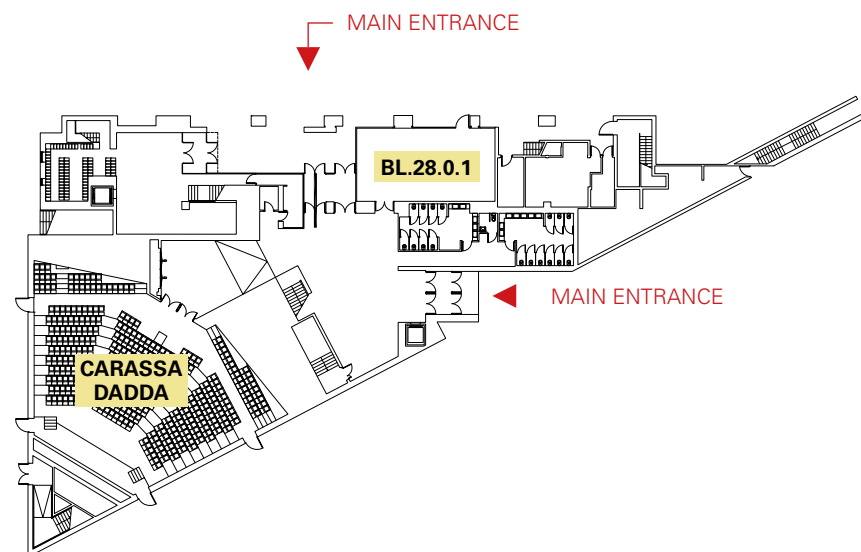 MAIN ENTRANCE
BL.28.0.1
MAIN ENTRANCE
CARASSA
DADDA